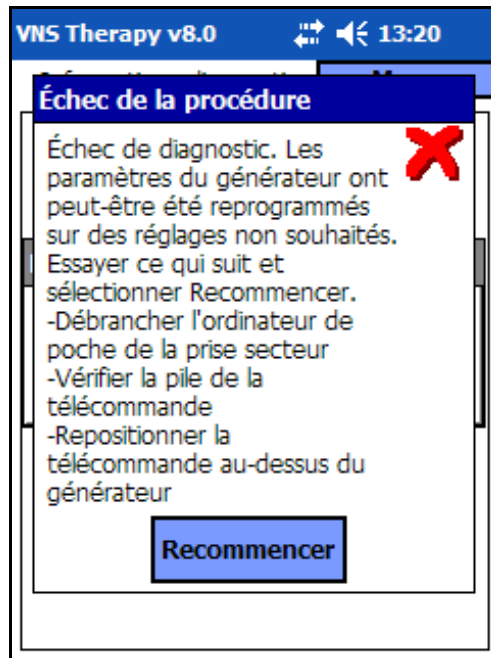 VNS Therapy v8.0 13:20
Échec de la procédure
Échec de diagnostic. Les
paramètres du générateur ont
peut-être été reprogrammés
sur des réglages non souhaités.
Essayer ce qui suit et
sélectionner Recommencer.
-Débrancher l'ordinateur de
poche de la prise secteur
-Vérifier la pile de la
télécommande
-Repositionner la
télécommande au-dessus du
générateur
Recommencer